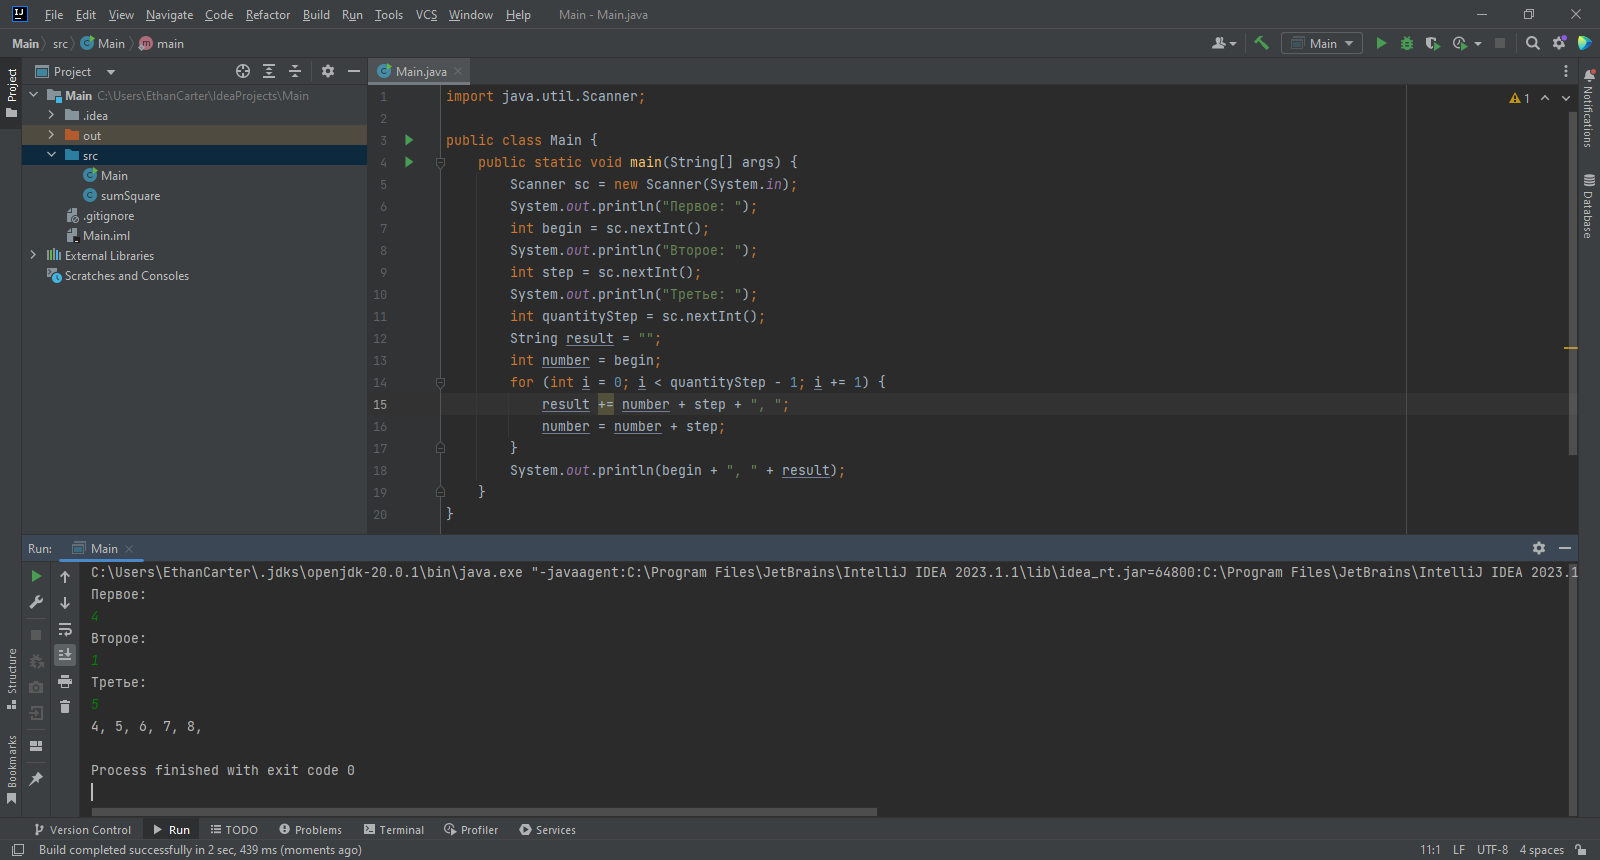 File Edit View Navigate Code Refactor Build Run Tools VCS Window Help Main - Main.java
Main src Main main
Main
Project
Project
Main C:\Users\EthanCarter\IdeaProjects\Main
.idea
out
src
Main
sumSquare
.gitignore
Main.iml
External Libraries
Scratches and Consoles
Main.java
1 import java.util.Scanner;
2
3 public class Main {
4 public static void main(String[] args) {
5 Scanner sc = new Scanner(System.in);
6 System.out.println("Первое: ");
7 int begin = sc.nextInt();
8 System.out.println("Второе: ");
9 int step = sc.nextInt();
10 System.out.println("Третье: ");
11 int quantityStep = sc.nextInt();
12 String result = "";
13 int number = begin;
14 for (int i = 0; i < quantityStep - 1; i += 1) {
15 result += number + step + ", ";
16 number = number + step;
17 }
18 System.out.println(begin + ", " + result);
19 }
20 }
1
Notifications
Database
Run: Main
C:\Users\EthanCarter\.jdks\openjdk-20.0.1\bin\java.exe "-javaagent:C:\Program Files\JetBrains\IntelliJ IDEA 2023.1.1\lib\idea_rt.jar=64800:C:\Program Files\JetBrains\IntelliJ IDEA 2023.1
Первое:
4
Второе:
1
Третье:
5
4, 5, 6, 7, 8,
Process finished with exit code 0
Structure
Bookmarks
Version Control Run TODO Problems Terminal Profiler Services
Build completed successfully in 2 sec, 439 ms (moments ago) 11:1 LF UTF-8 4 spaces